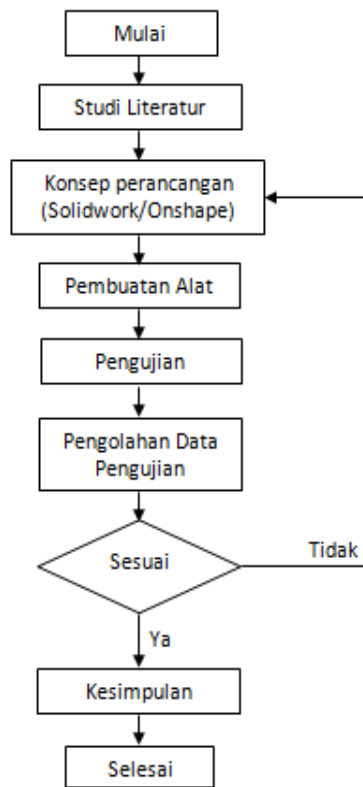 Mulai
Studi Literatur
Konsep perancangan
(Solidwork/Onshape)
Pembuatan Alat
Pengujian
Pengolahan Data
Pengujian
Sesuai
Tidak
Ya
Kesimpulan
Selesai